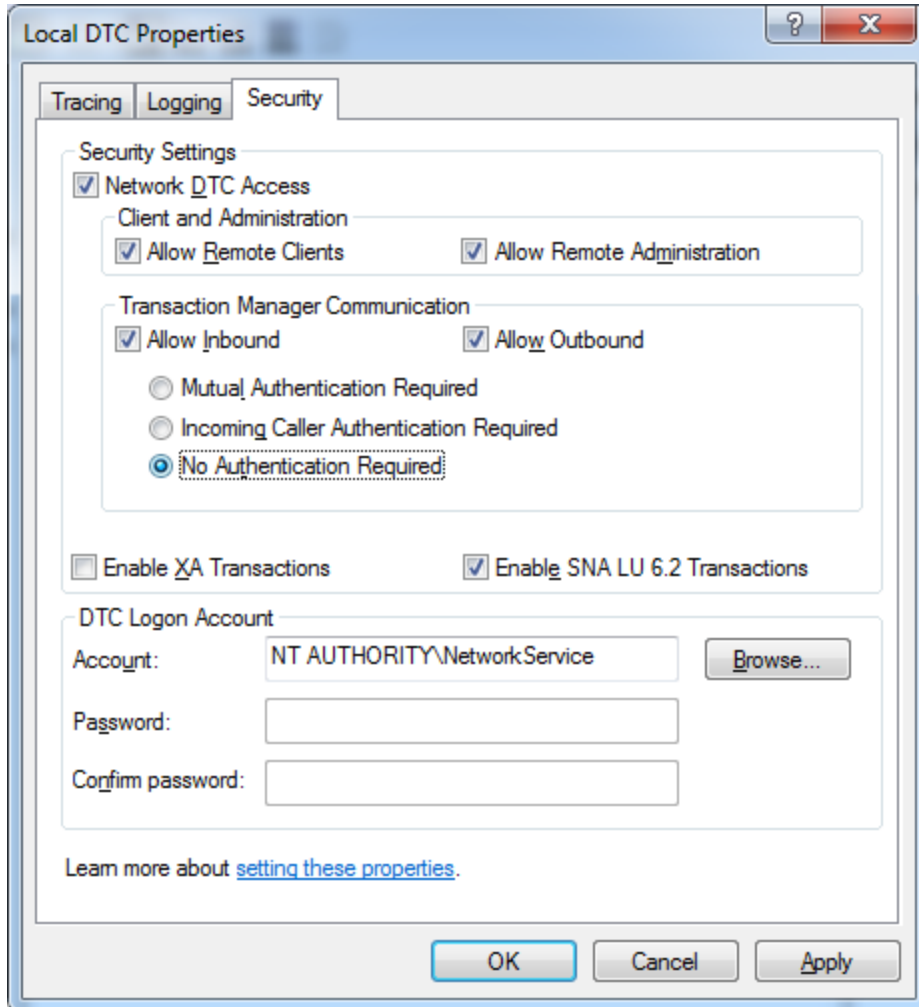 Local DTC Properties
? X
Tracing Logging Security
Security Settings
Network DTC Access
Client and Administration
Allow Remote Clients Allow Remote Administration
Transaction Manager Communication
Allow Inbound Allow Outbound
Mutual Authentication Required
Incoming Caller Authentication Required
No Authentication Required
Enable XA Transactions Enable SNA LU 6.2 Transactions
DTC Logon Account
Account: NT AUTHORITY\NetworkService Browse...
Password:
Confirm password:
Learn more about setting these properties.
OK Cancel Apply